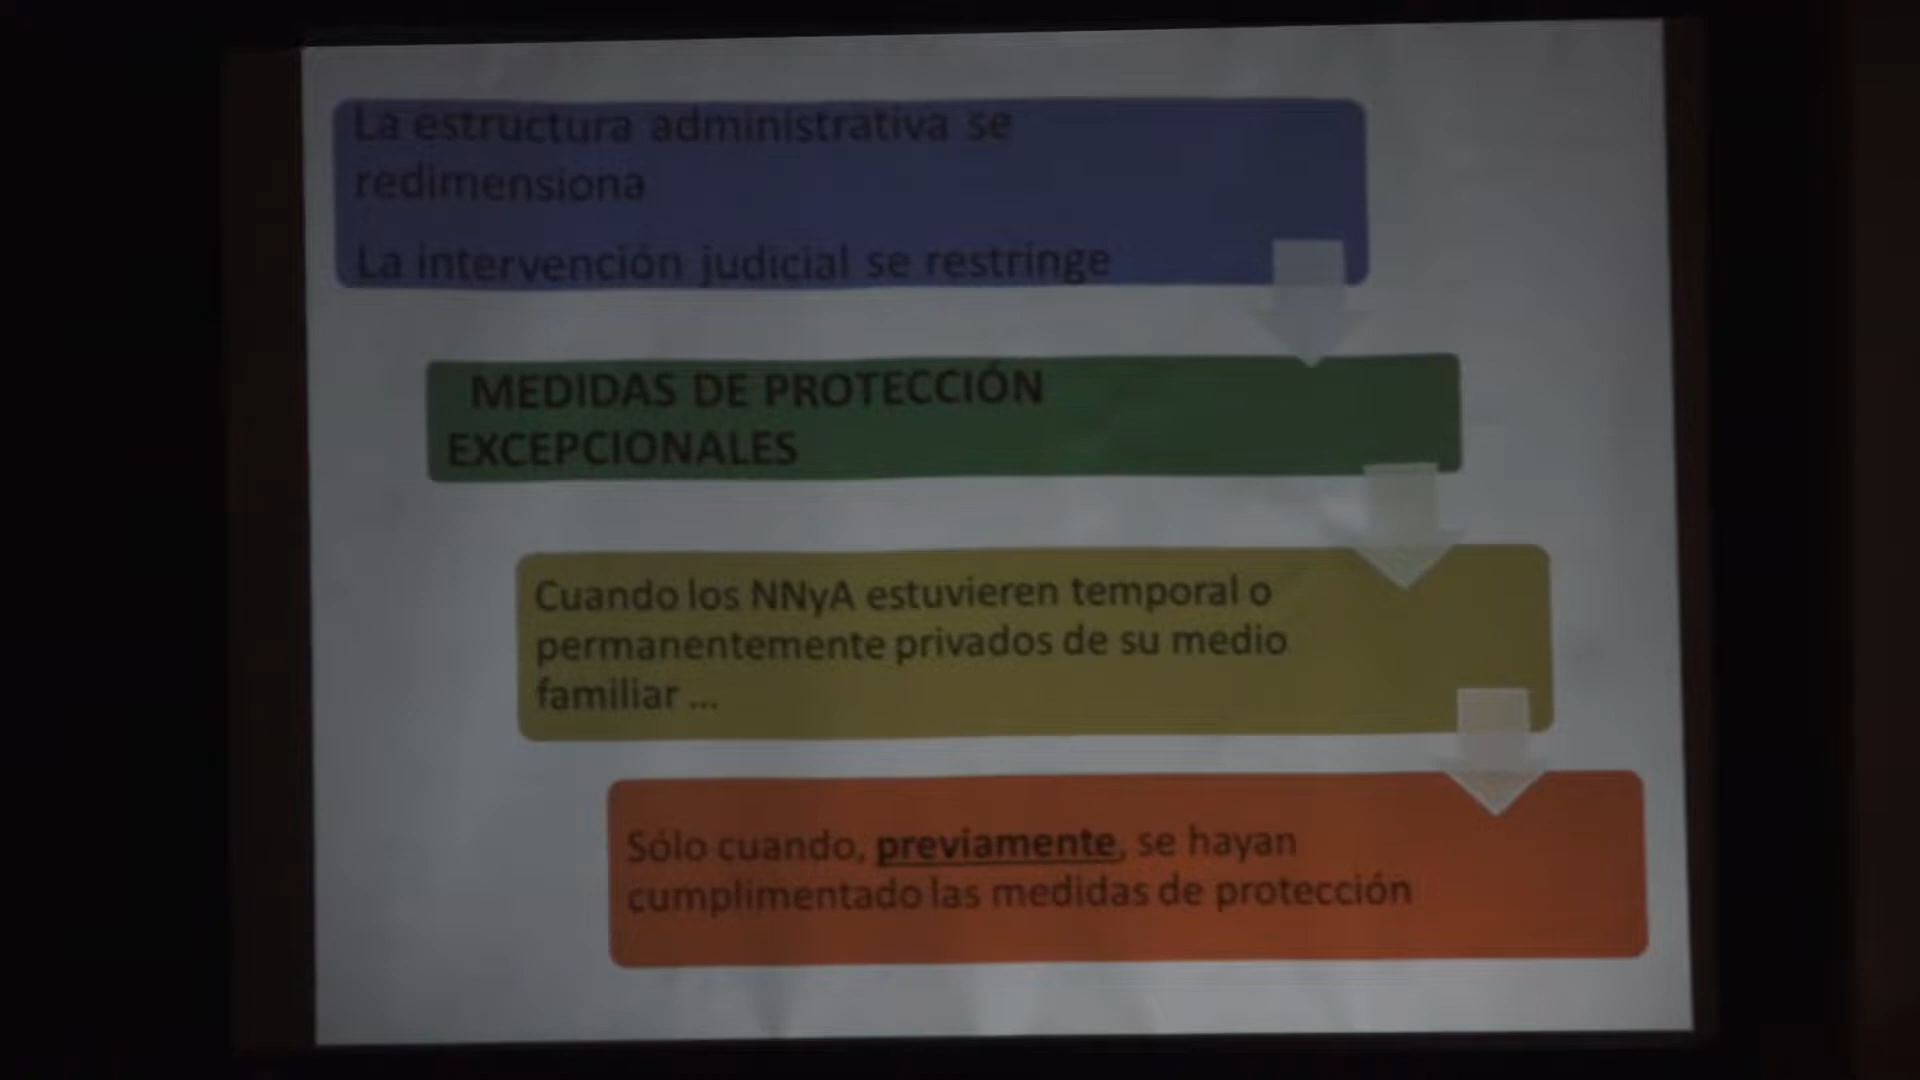 La estructura administrativa se
redimensiona
La intervención judicial se restringe
MEDIDAS DE PROTECCIÓN
EXCEPCIONALES
Cuando los NNyA estuvieren temporal o
permanentemente privados de su medio
familiar ...
Sólo cuando, previamente, se hayan
cumplimentado las medidas de protección